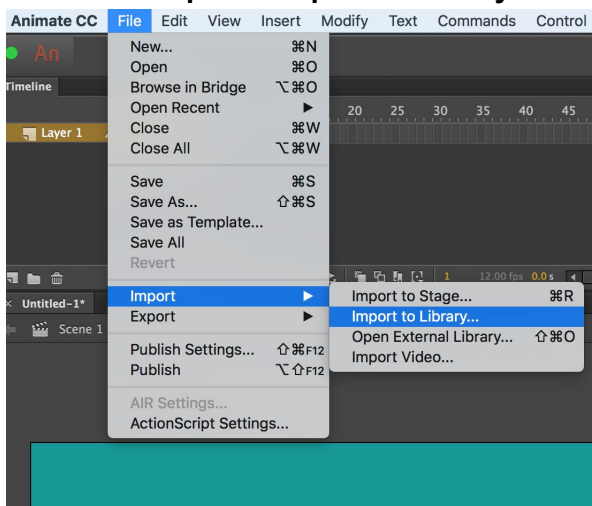 Animate CC File Edit View Insert Modify Text Commands Control
An
New... ⌘N
Open ⌘O
Timeline
Browse in Bridge ⌥⌘O
Open Recent ▶
20 25 30 35 40 45
Layer 1
Close ⌘W
Close All ⌥⌘W
Save ⌘S
Save As... ⇧⌘S
Save as Template...
Save All
Revert
1 12.00 fps 0.0 s
Import ▶
Import to Stage... ⌘R
Untitled-1*
Export ▶
Import to Library...
Scene 1
Open External Library... ⇧⌘O
Publish Settings... ⇧⌘F12
Import Video...
Publish ⌥⇧F12
AIR Settings...
ActionScript Settings...